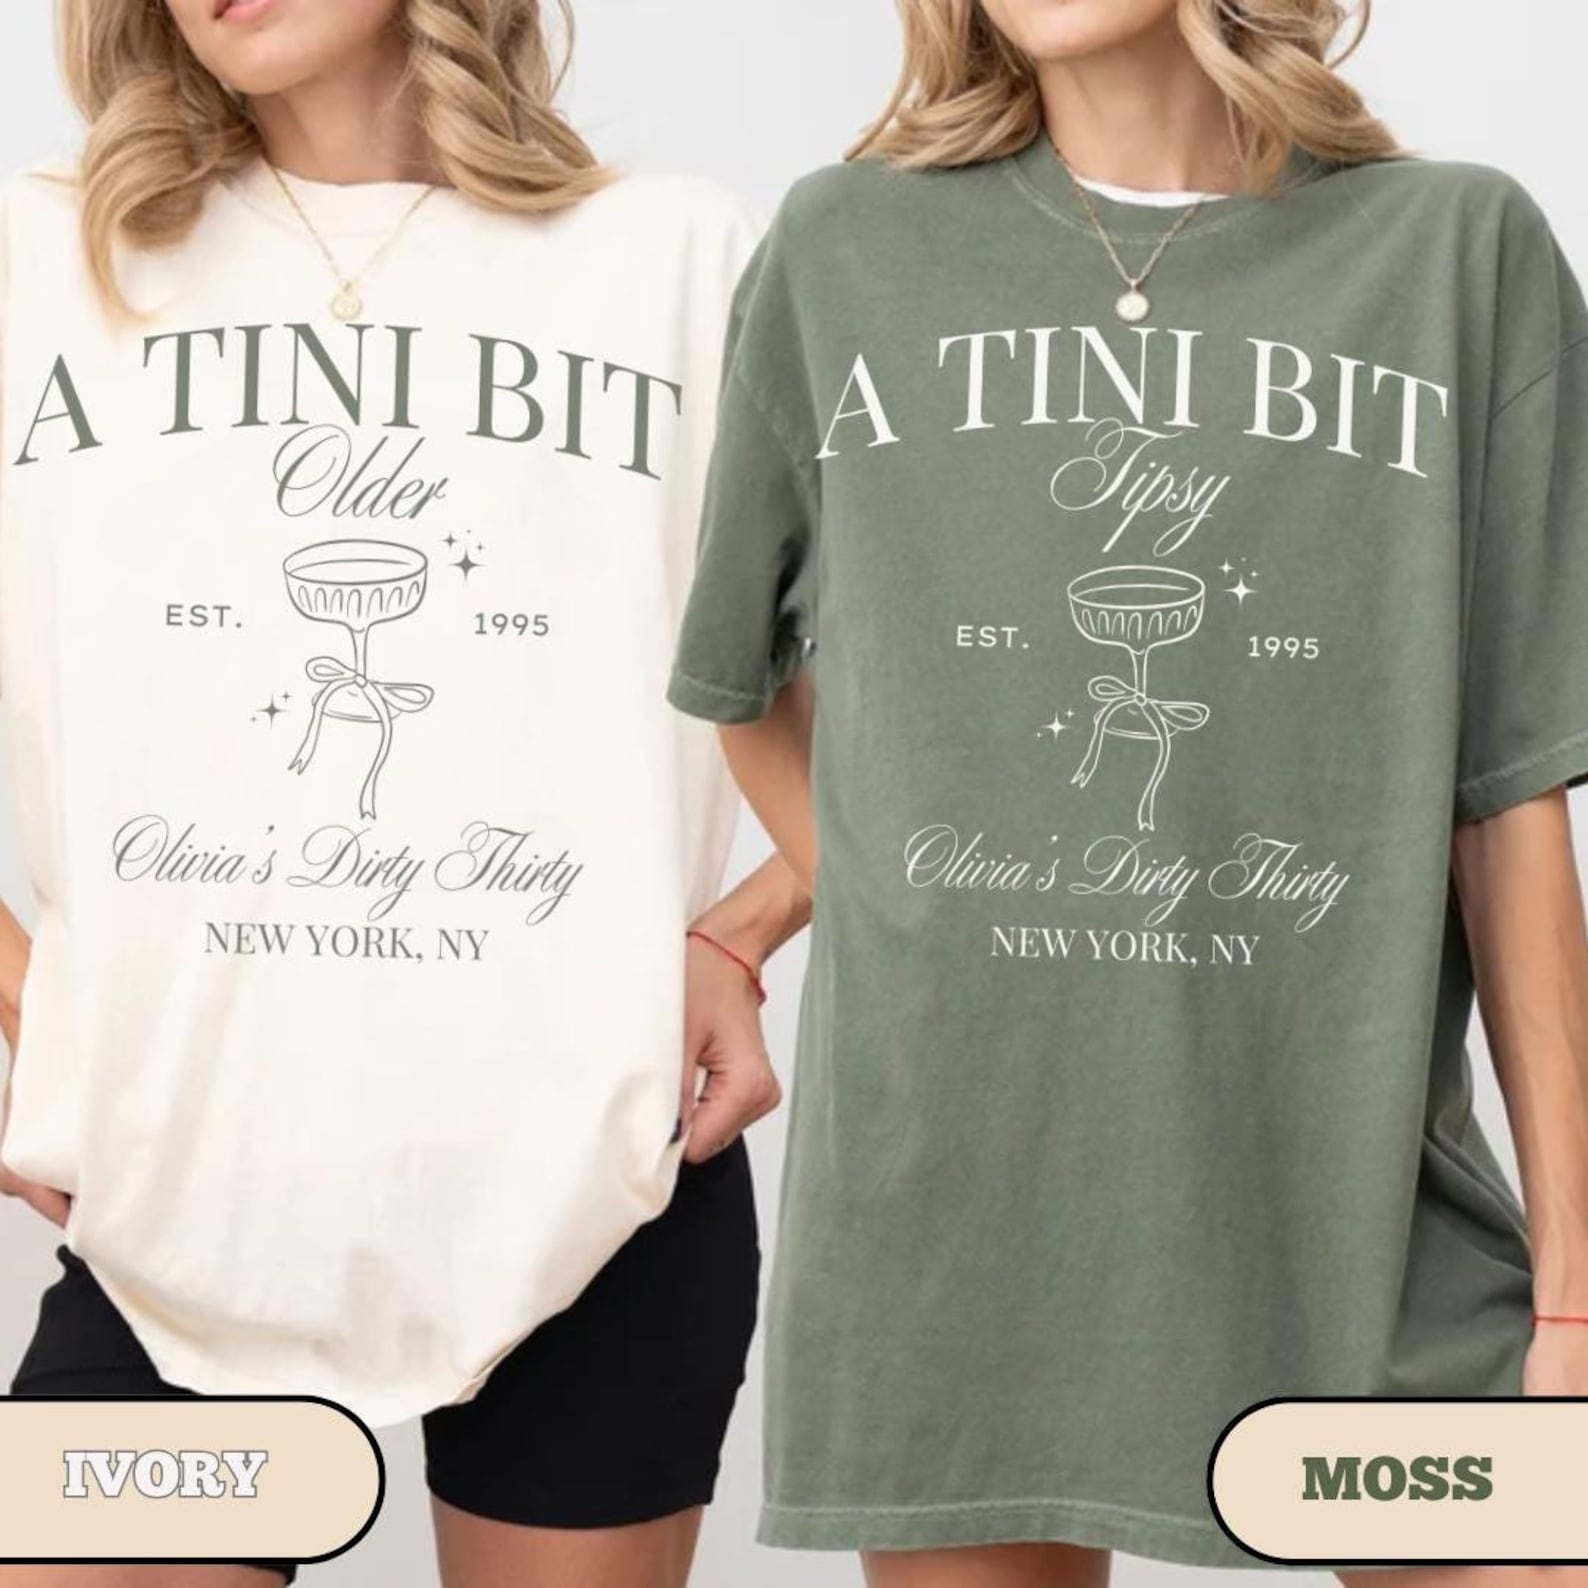 A TINI BIT
Older
EST. 1995
Olivia's Dirty Thirty
NEW YORK, NY
IVORY
A TINI BIT
Tipsy
EST. 1995
Olivia's Dirty Thirty
NEW YORK, NY
MOSS